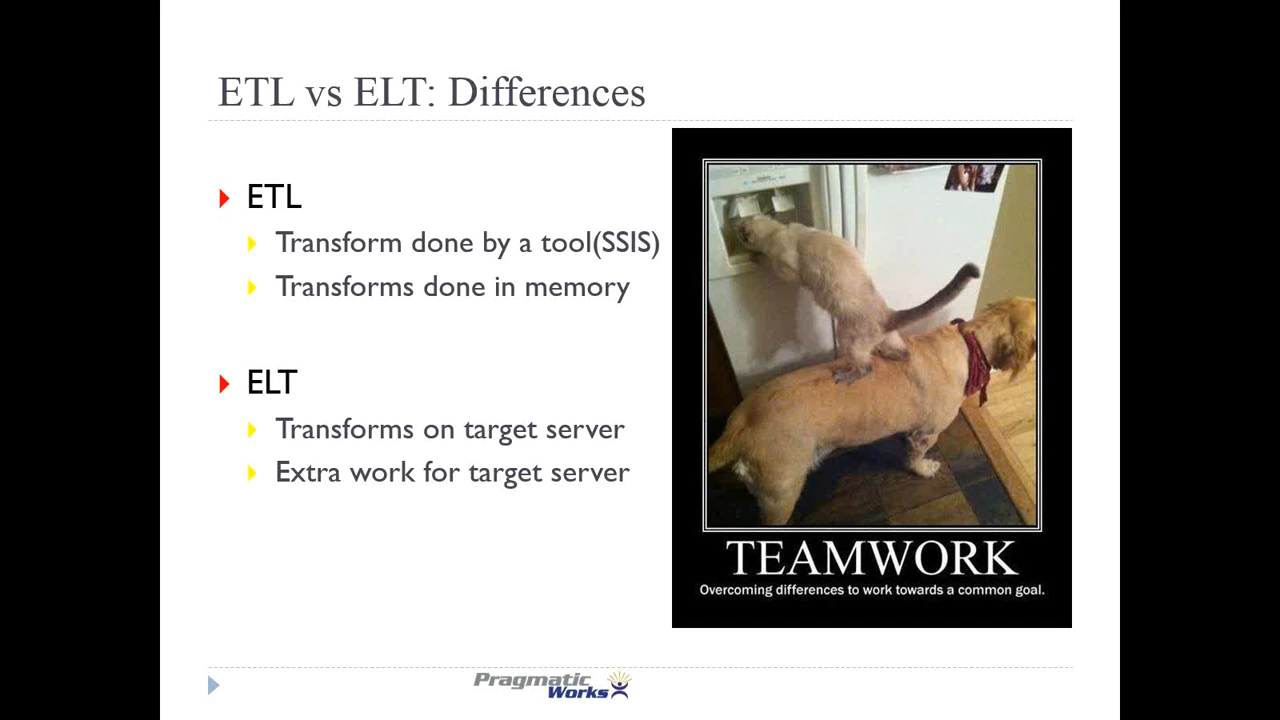 ETL vs ELT: Differences
ETL
Transform done by a tool(SSIS)
Transforms done in memory
ELT
Transforms on target server
Extra work for target server
TEAMWORK
Overcoming differences to work towards a common goal.
Pragmatic
Works